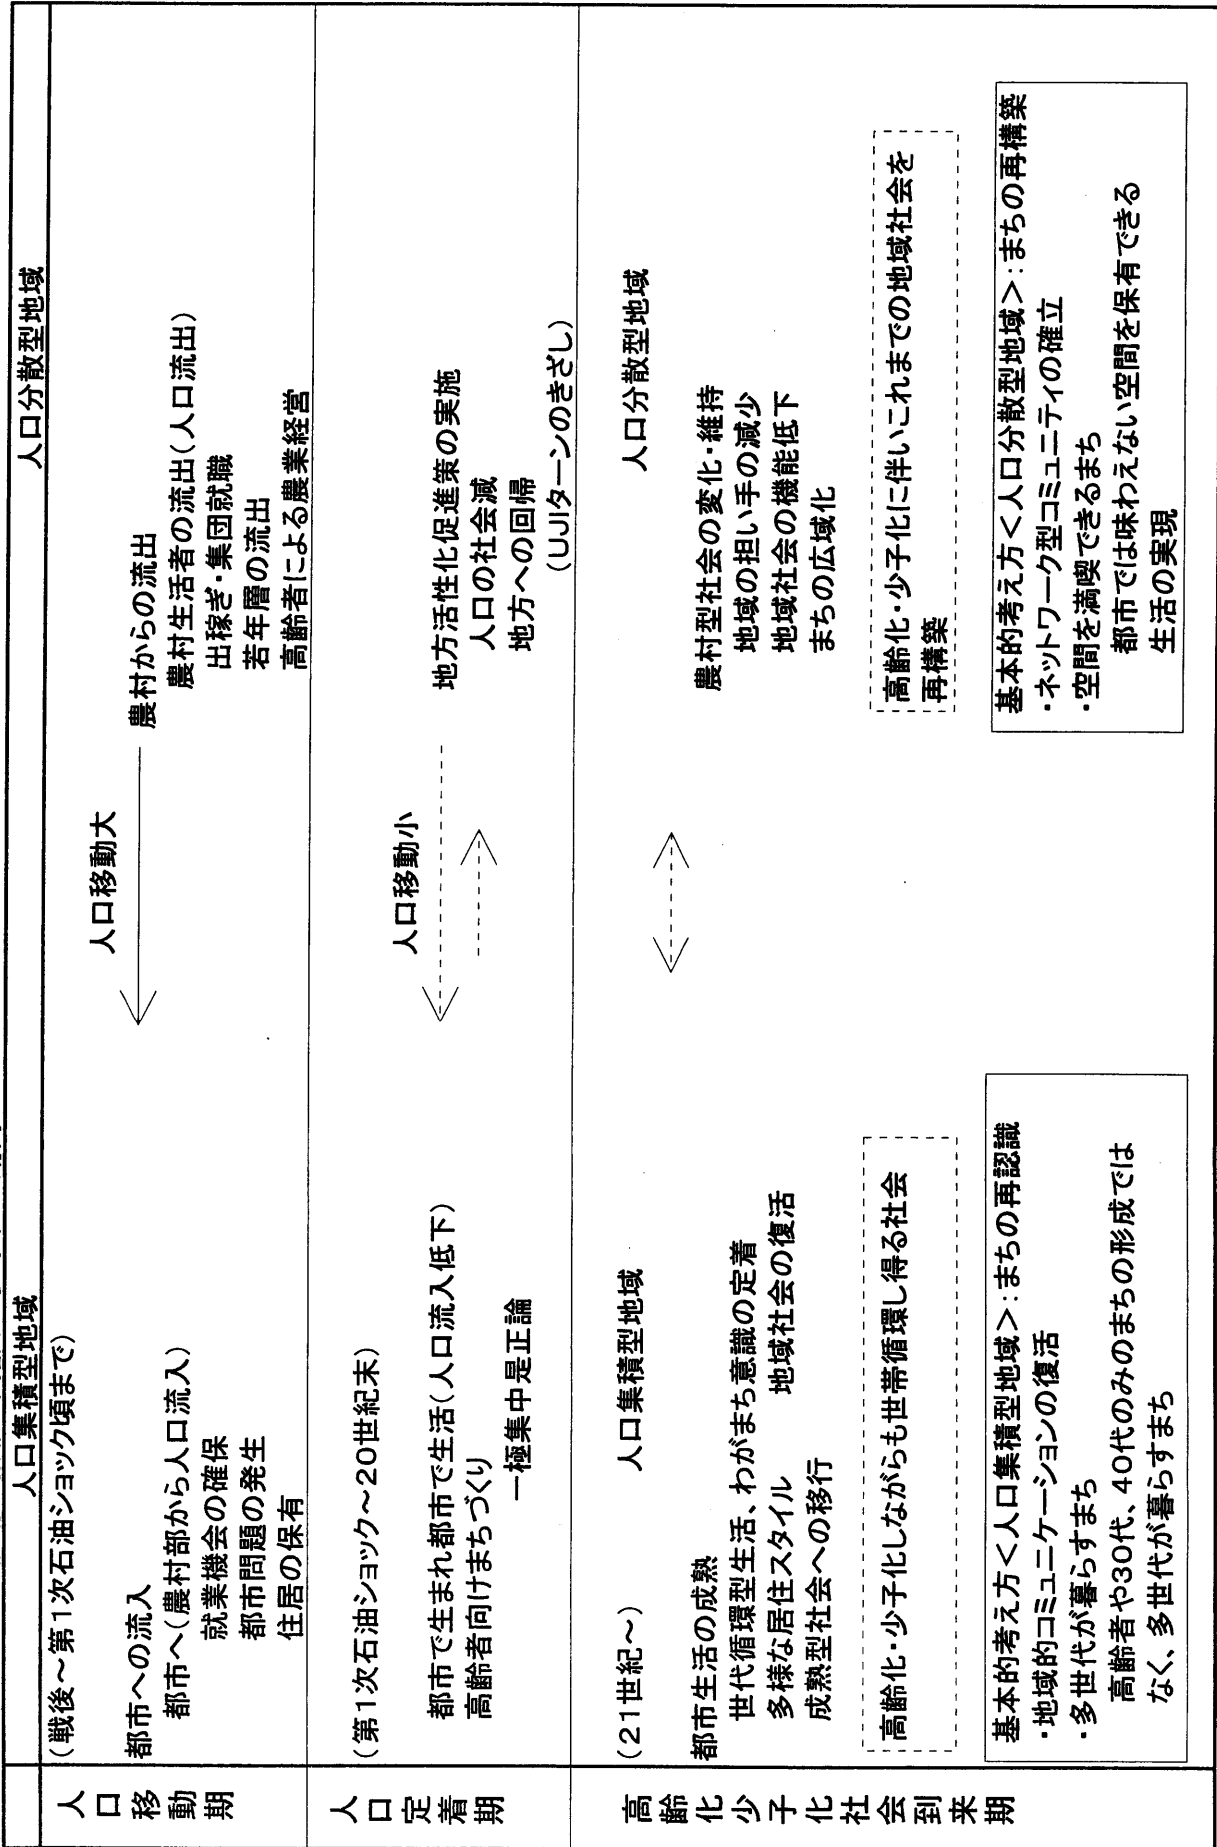 人口集積型地域
人口分散型地域
人口移動期
(戦後～第1次石油ショック頃まで)
都市への流入
都市へ(農村部から人口流入)
就業機会の確保
都市問題の発生
住居の保有
人口移動大
農村からの流出
農村生活者の流出(人口流出)
出稼ぎ・集団就職
若年層の流出
高齢者による農業経営
人口定着期
(第1次石油ショック～20世紀末)
都市で生まれ都市で生活(人口流入低下)
高齢者向けまちづくり
一極集中是正論
人口移動小
地方活性化促進策の実施
人口の社会減
地方への回帰
(UJIターンのきざし)
高齢化少子化社会到来期
(21世紀～)
人口集積型地域
都市生活の成熟
世代循環型生活、わがまち意識の定着
多様な居住スタイル 地域社会の復活
成熟型社会への移行
人口分散型地域
農村型社会の変化・維持
地域の担い手の減少
地域社会の機能低下
まちの広域化
高齢化・少子化しながらも世帯循環し得る社会
高齢化・少子化に伴いこれまでの地域社会を
再構築
基本的考え方<人口集積型地域>:まちの再認識
・地域的コミュニケーションの復活
・多世代が暮らすまち
高齢者や30代、40代のみのまちの形成では
なく、多世代が暮らすまち
基本的考え方<人口分散型地域>:まちの再構築
・ネットワーク型コミュニティの確立
・空間を満喫できるまち
都市では味わえない空間を保有できる
生活の実現